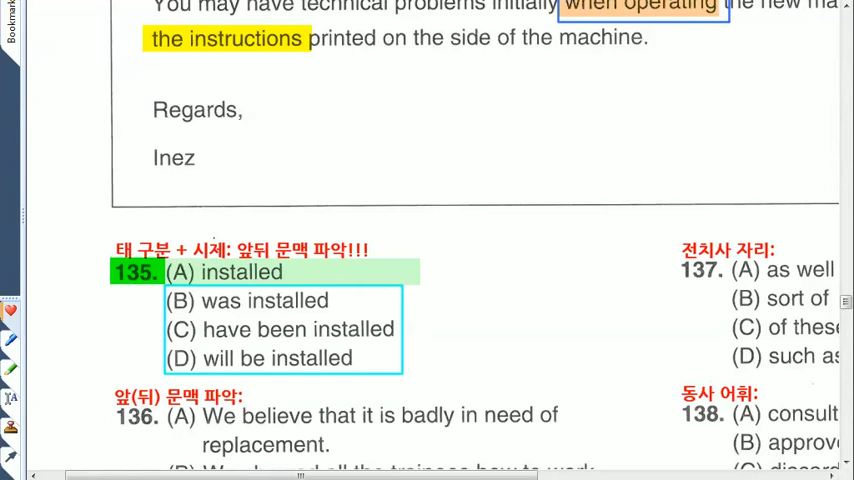 Bookmark
You may have technical problems initially when operating the new ma
the instructions printed on the side of the machine.
Regards,
Inez
태 구분 + 시제: 앞뒤 문맥 파악!!!
135. (A) installed
(B) was installed
(C) have been installed
(D) will be installed
앞(뒤) 문맥 파악:
136. (A) We believe that it is badly in need of
replacement.
전치사 자리:
137. (A) as well
(B) sort of
(C) of these
(D) such as
동사 어휘:
138. (A) consult
(B) approv